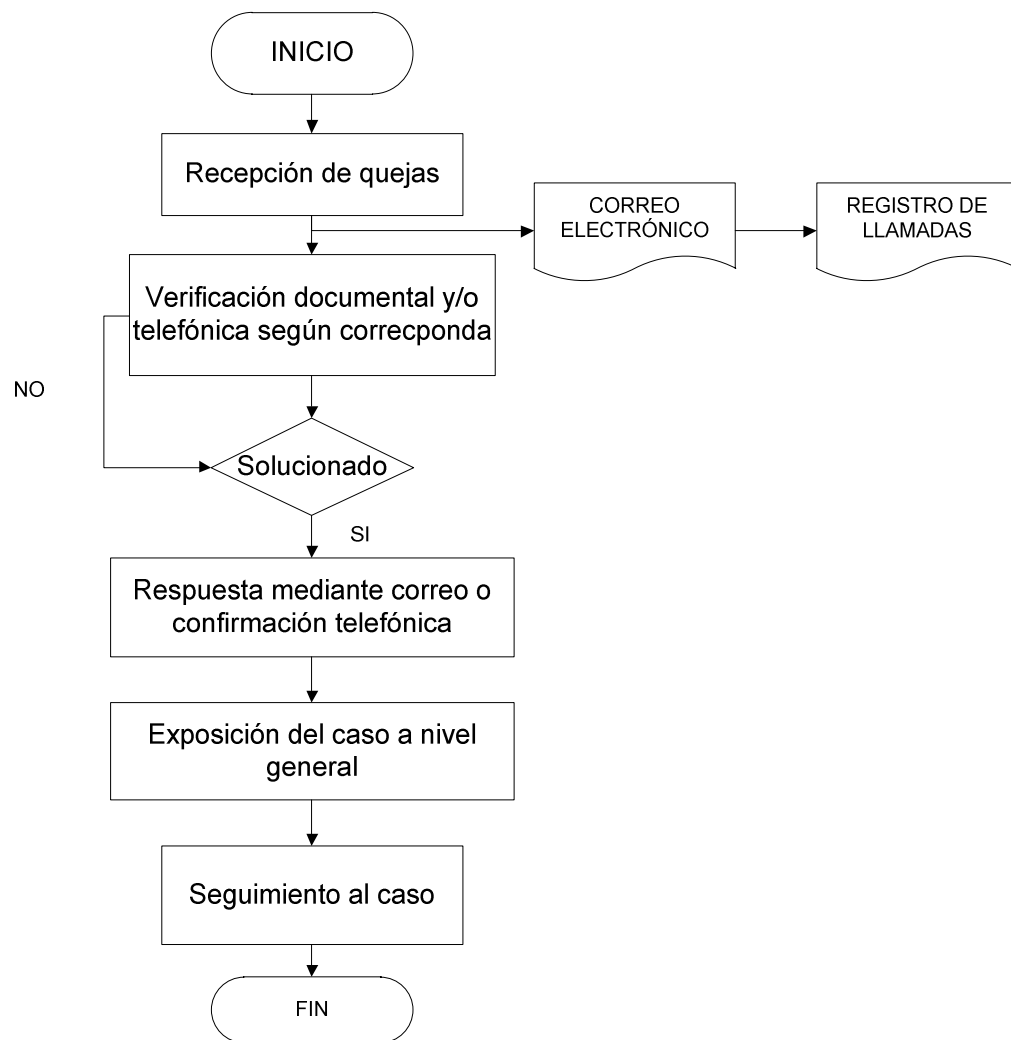 INICIO
Recepción de quejas
CORREO
ELECTRÓNICO
REGISTRO DE
LLAMADAS
Verificación documental y/o
telefónica según correcponda
NO
Solucionado
SI
Respuesta mediante correo o
confirmación telefónica
Exposición del caso a nivel
general
Seguimiento al caso
FIN